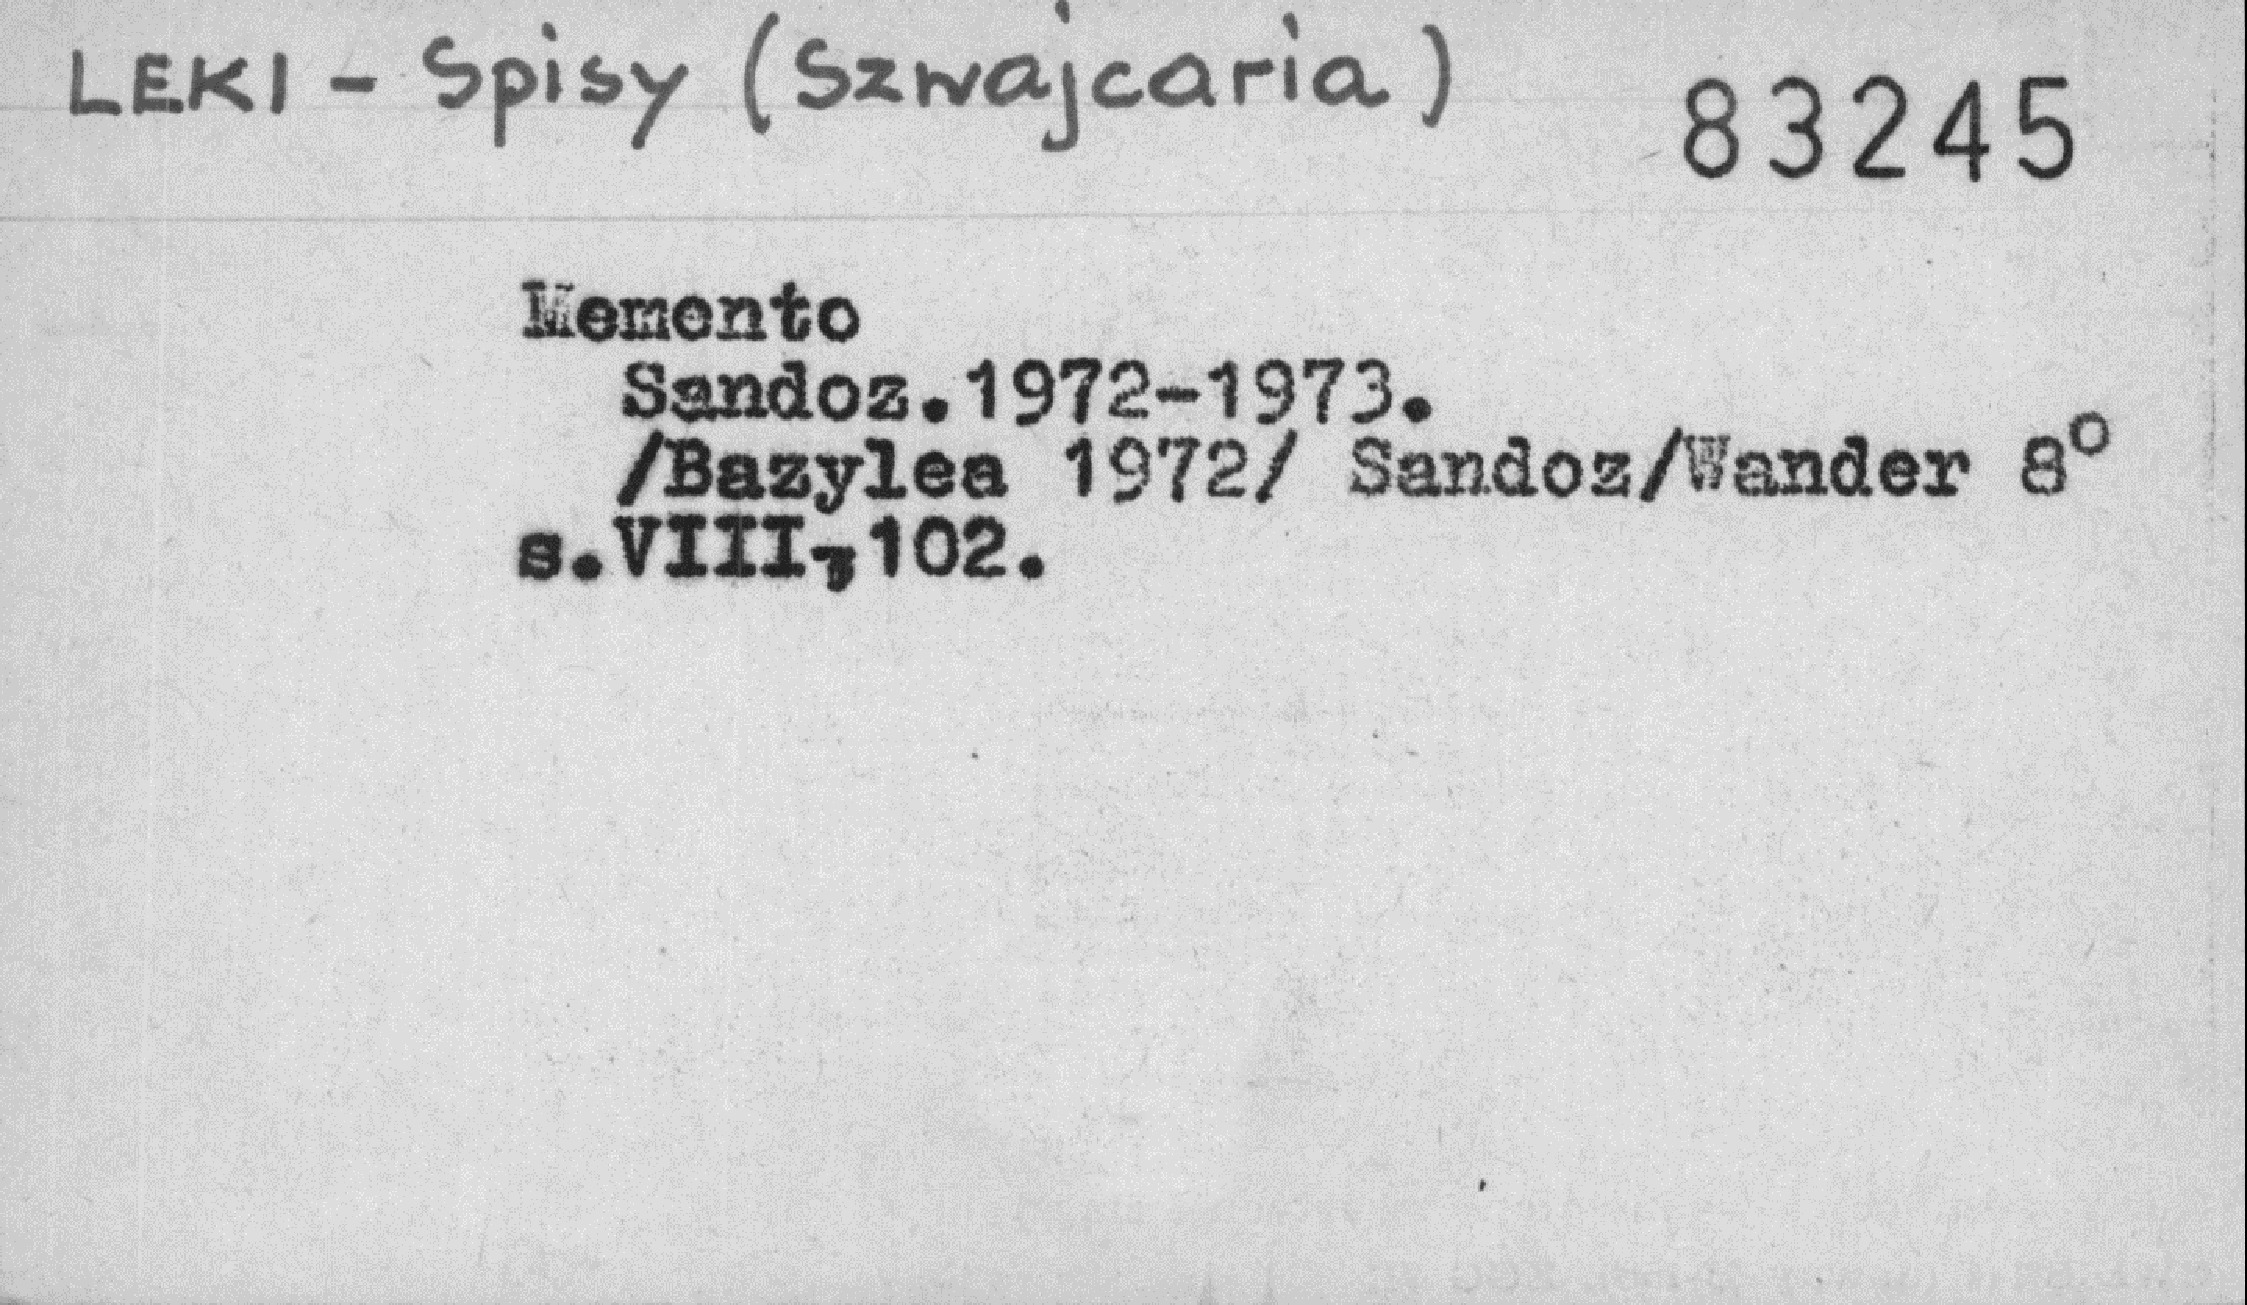 LEKI - Spisy (Szwajcaria)
83245
Memento
Sandoz.1972-1973.
/Bazylea 1972/ Sandoz/Wander 8°
s.VIII,102.